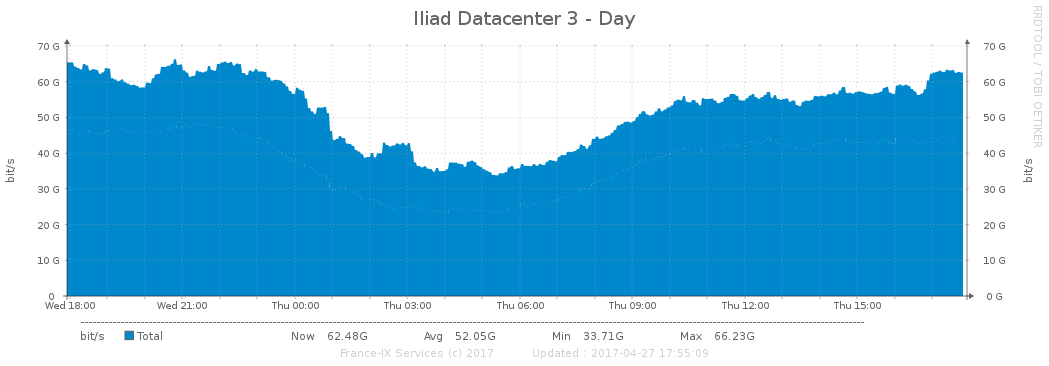 Iliad Datacenter 3 - Day
RRDTOOL / TOBI OETIKER
70 G 70 G
60 G 60 G
50 G 50 G
40 G 40 G
30 G 30 G
20 G 20 G
10 G 10 G
0 0 G
bit/s bit/s
Wed 18:00 Wed 21:00 Thu 00:00 Thu 03:00 Thu 06:00 Thu 09:00 Thu 12:00 Thu 15:00
bit/s Total Now 62.48G Avg 52.05G Min 33.71G Max 66.23G
France-IX Services (c) 2017 Updated : 2017-04-27 17:55:09